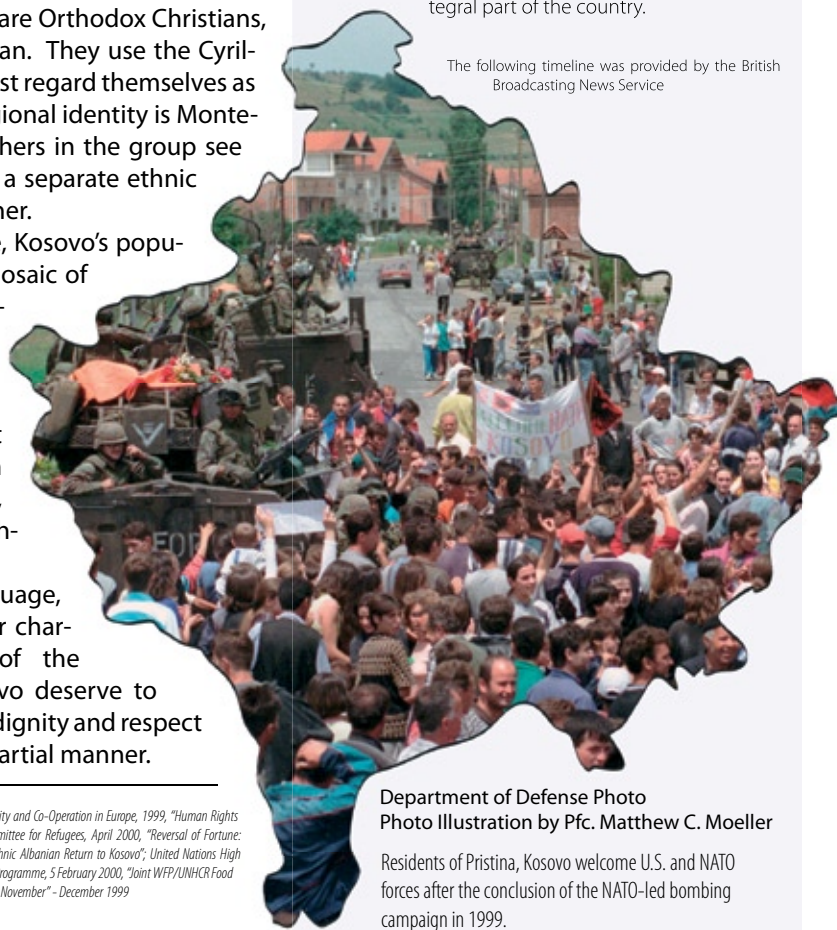 are Orthodox Christians,
an. They use the Cyril-
st regard themselves as
gional identity is Monte-
hers in the group see
a separate ethnic
ner.
e, Kosovo's popu-
osaic of
-
t
n-
uage,
r char-
of the
vo deserve to
dignity and respect
partial manner.
ity and Co-Operation in Europe, 1999, "Human Rights
mittee for Refugees, April 2000, "Reversal of Fortune:
hnic Albanian Return to Kosovo"; United Nations High
rogramme, 5 February 2000, "Joint WFP/UNHCR Food
November" - December 1999
tegral part of the country.
The following timeline was provided by the British
Broadcasting News Service
KOSOVO
Department of Defense Photo
Photo Illustration by Pfc. Matthew C. Moeller
Residents of Pristina, Kosovo welcome U.S. and NATO
forces after the conclusion of the NATO-led bombing
campaign in 1999.